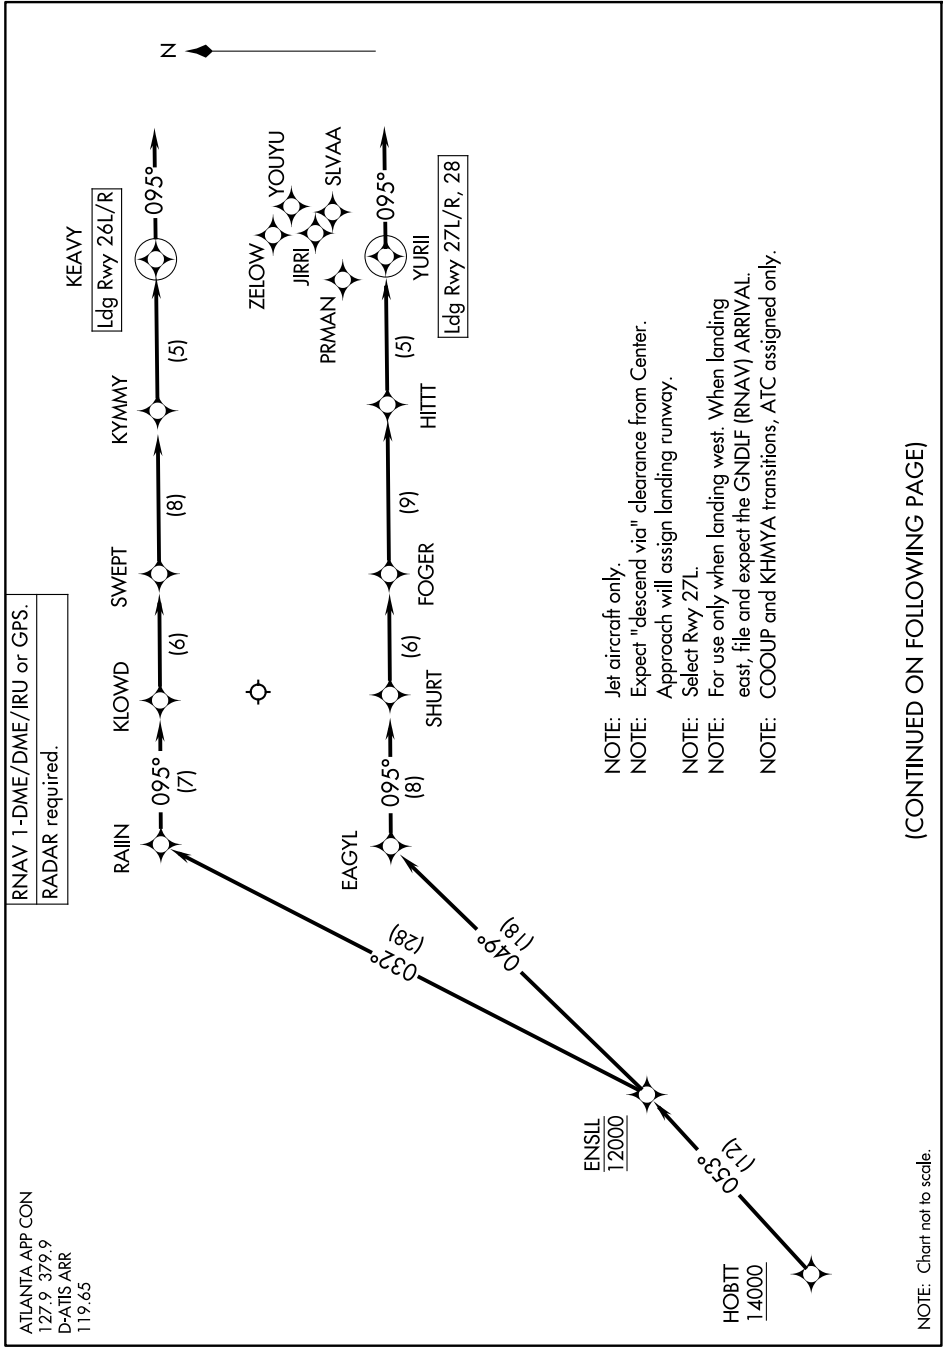 ATLANTA APP CON
127.9 379.9
D-ATIS ARR
119.65
RNAV 1-DME/DME/IRU or GPS.
RADAR required.
N
RAIIN
095°
(7)
KLOWD
(6)
SWEPT
(8)
KYMMY
(5)
KEAVY
Ldg Rwy 26L/R
095°
ZELOW
YOUYU
JIRRI
SLVAA
PRMAN
032°
(28)
EAGYL
095°
(8)
SHURT
(6)
FOGER
(9)
HITTT
(5)
YURII
Ldg Rwy 27L/R, 28
095°
049°
(18)
ENSLL
12000
053°
(12)
HOBTT
14000
NOTE: Jet aircraft only.
NOTE: Expect "descend via" clearance from Center.
Approach will assign landing runway.
NOTE: Select Rwy 27L.
NOTE: For use only when landing west. When landing
east, file and expect the GNDLF (RNAV) ARRIVAL.
NOTE: COOUP and KHMYA transitions, ATC assigned only.
(CONTINUED ON FOLLOWING PAGE)
NOTE: Chart not to scale.